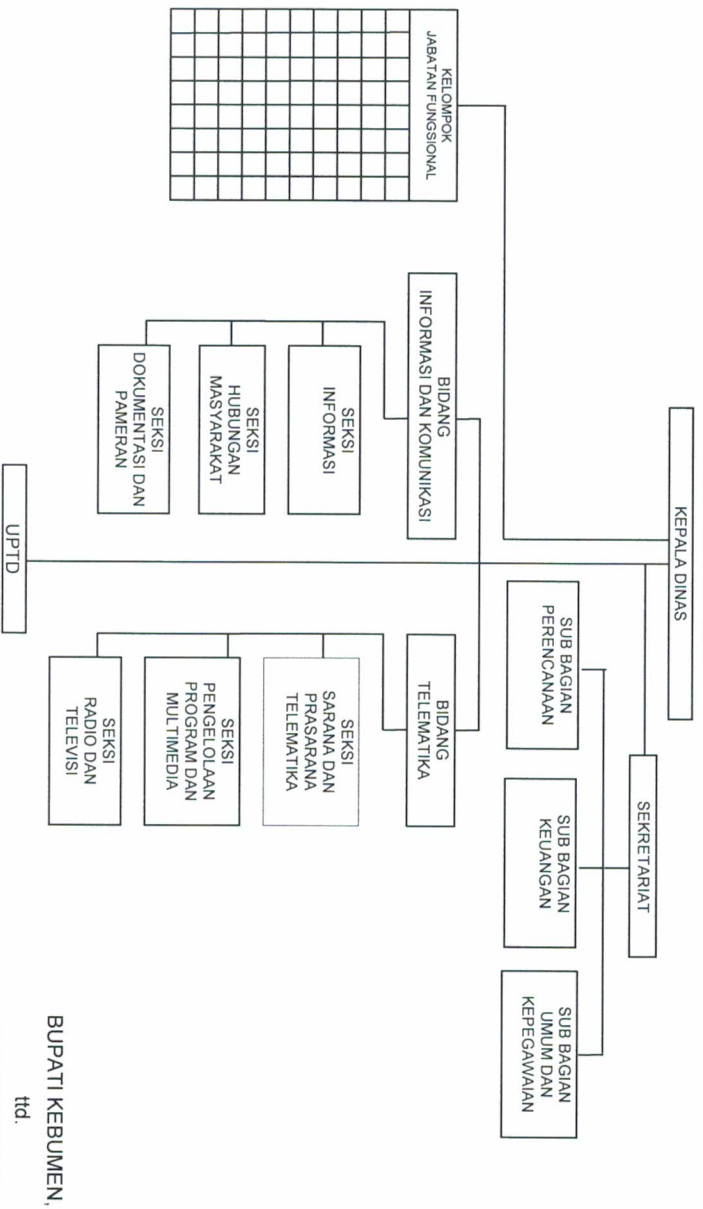 KEPALA DINAS
SEKRETARIAT
SUB BAGIAN
PERENCANAAN
SUB BAGIAN
KEUANGAN
SUB BAGIAN
UMUM DAN
KEPEGAWAIAN
KELOMPOK
JABATAN FUNGSIONAL
BIDANG
INFORMASI DAN KOMUNIKASI
SEKSI
INFORMASI
SEKSI
HUBUNGAN
MASYARAKAT
SEKSI
DOKUMENTASI DAN
PAMERAN
BIDANG
TELEMATIKA
SEKSI
SARANA DAN
PRASARANA
TELEMATIKA
SEKSI
PENGELOLAAN
PROGRAM DAN
MULTIMEDIA
SEKSI
RADIO DAN
TELEVISI
UPTD
BUPATI KEBUMEN,
ttd.